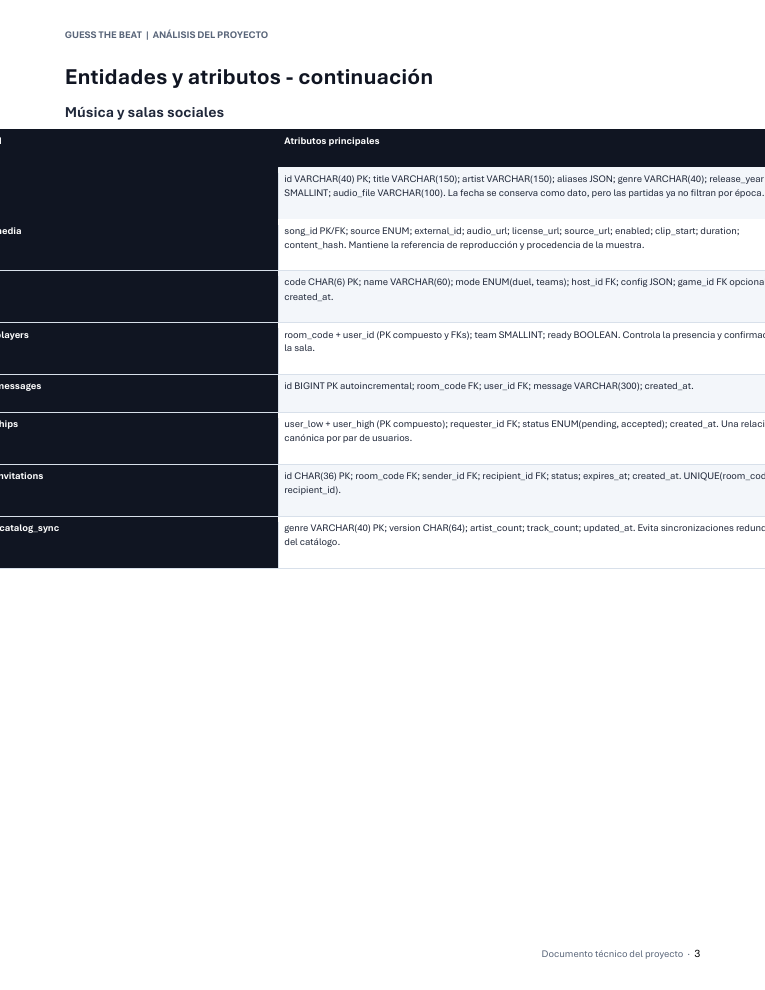 GUESS THE BEAT | ANÁLISIS DEL PROYECTO
Entidades y atributos - continuación
Música y salas sociales
Atributos principales
id VARCHAR(40) PK; title VARCHAR(150); artist VARCHAR(150); aliases JSON; genre VARCHAR(40); release_year
SMALLINT; audio_file VARCHAR(100). La fecha se conserva como dato, pero las partidas ya no filtran por época.
edia
song_id PK/FK; source ENUM; external_id; audio_url; license_url; source_url; enabled; clip_start; duration;
content_hash. Mantiene la referencia de reproducción y procedencia de la muestra.
code CHAR(6) PK; name VARCHAR(60); mode ENUM(duel, teams); host_id FK; config JSON; game_id FK opciona
created_at.
layers
room_code + user_id (PK compuesto y FKs); team SMALLINT; ready BOOLEAN. Controla la presencia y confirmac
la sala.
messages
id BIGINT PK autoincremental; room_code FK; user_id FK; message VARCHAR(300); created_at.
hips
user_low + user_high (PK compuesto); requester_id FK; status ENUM(pending, accepted); created_at. Una relaci
canónica por par de usuarios.
nvitations
id CHAR(36) PK; room_code FK; sender_id FK; recipient_id FK; status; expires_at; created_at. UNIQUE(room_cod
recipient_id).
catalog_sync
genre VARCHAR(40) PK; version CHAR(64); artist_count; track_count; updated_at. Evita sincronizaciones redund
del catálogo.
Documento técnico del proyecto · 3